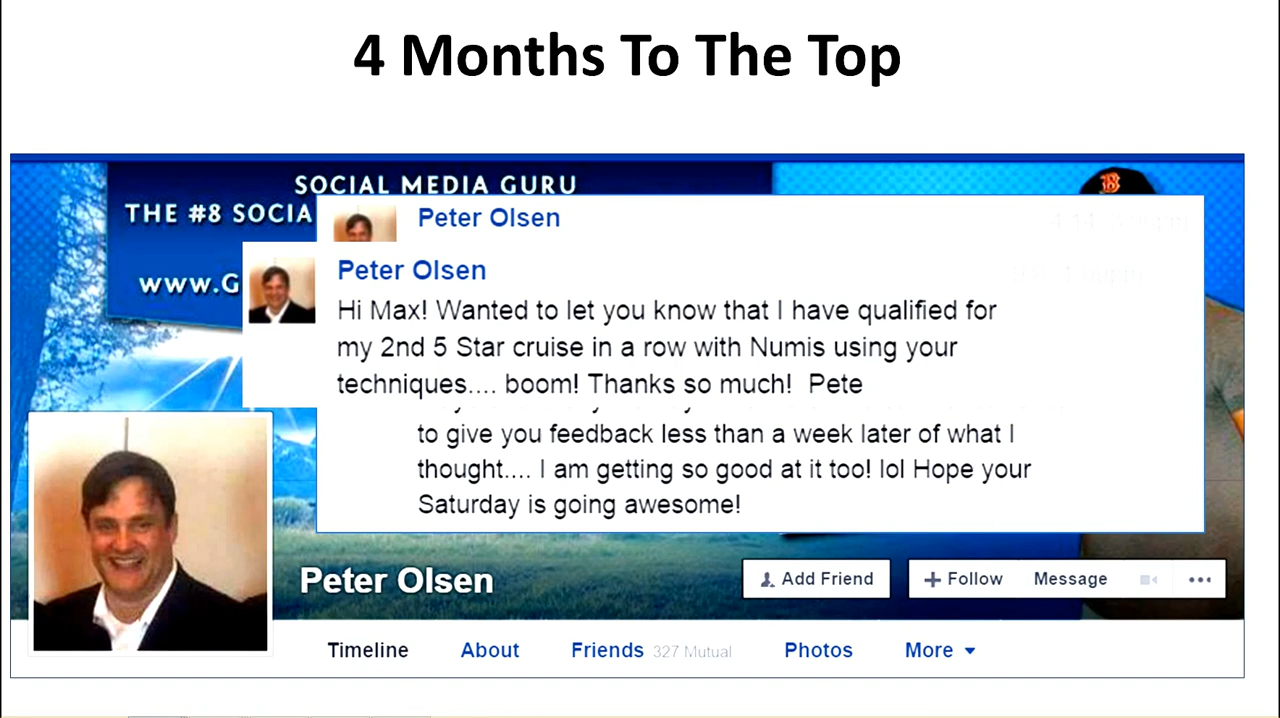 4 Months To The Top
SOCIAL MEDIA GURU
THE #8 SOCIA
www.G
Peter Olsen
Peter Olsen
Hi Max! Wanted to let you know that I have qualified for
my 2nd 5 Star cruise in a row with Numis using your
techniques.... boom! Thanks so much! Pete
to give you feedback less than a week later of what I
thought.... I am getting so good at it too! lol Hope your
Saturday is going awesome!
Peter Olsen
Add Friend
Follow
Message
Timeline
About
Friends 327 Mutual
Photos
More
B